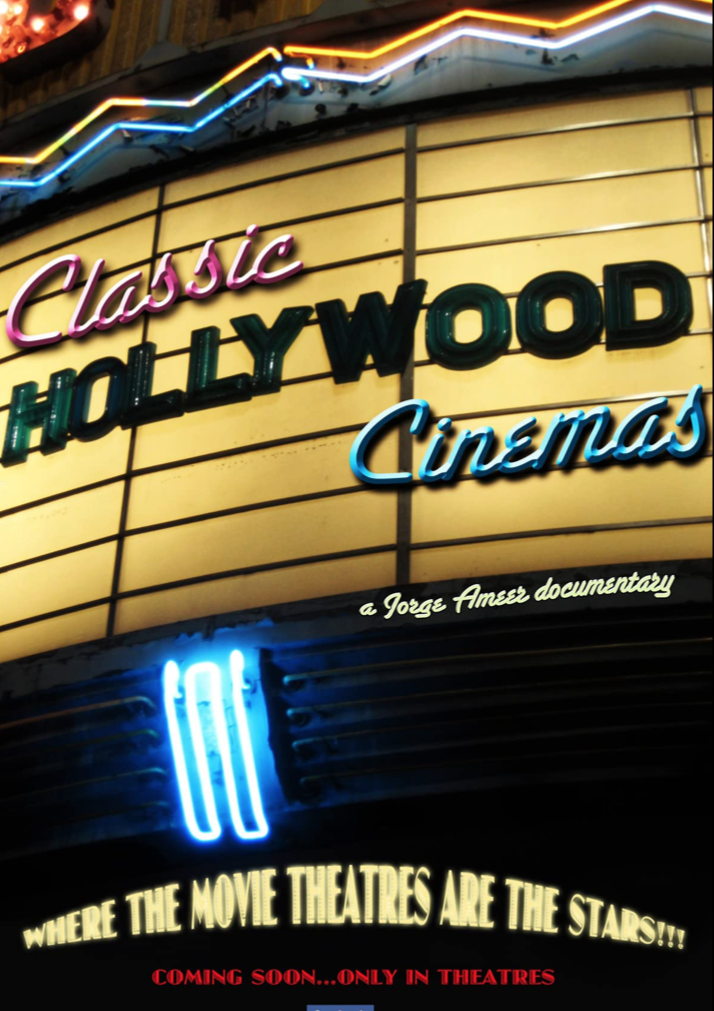 Classic
HOLLYWOOD
Cinemas
a Jorge Ameer documentary
WHERE THE MOVIE THEATRES ARE THE STARS!!!
COMING SOON...ONLY IN THEATRES